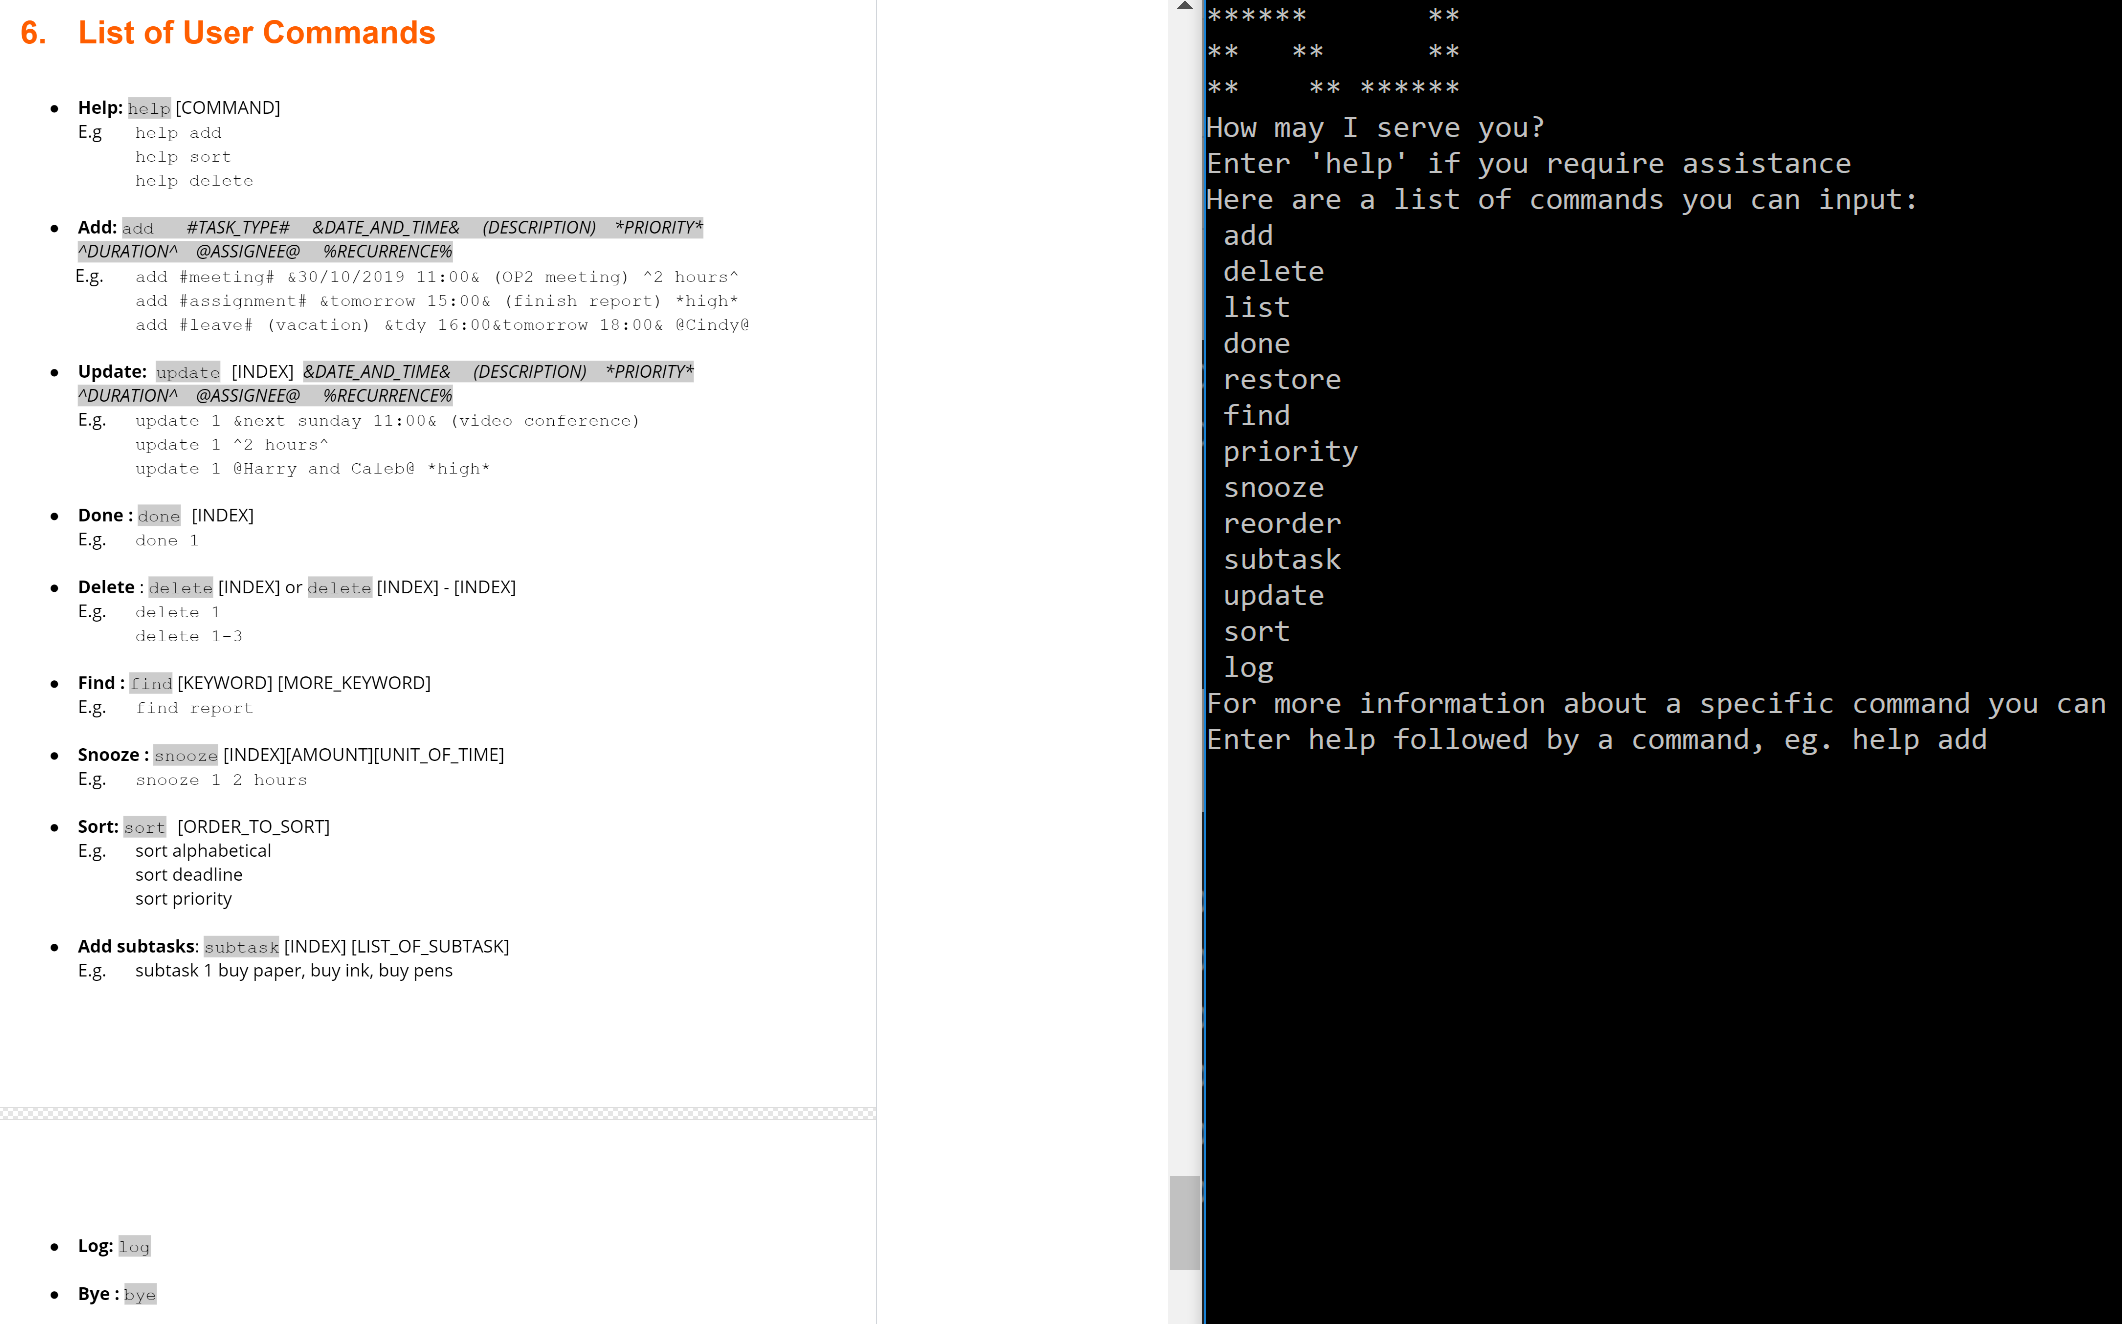 6. List of User Commands
● Help: help [COMMAND]
E.g help add
help sort
help delete
● Add: add #TASK_TYPE# &DATE_AND_TIME& (DESCRIPTION) *PRIORITY*
^DURATION^ @ASSIGNEE@ %RECURRENCE%
E.g. add #meeting# &30/10/2019 11:00& (OP2 meeting) ^2 hours^
add #assignment# &tomorrow 15:00& (finish report) *high*
add #leave# (vacation) &tdy 16:00&tomorrow 18:00& @Cindy@
● Update: update [INDEX] &DATE_AND_TIME& (DESCRIPTION) *PRIORITY*
^DURATION^ @ASSIGNEE@ %RECURRENCE%
E.g. update 1 &next sunday 11:00& (video conference)
update 1 ^2 hours^
update 1 @Harry and Caleb@ *high*
● Done : done [INDEX]
E.g. done 1
● Delete : delete [INDEX] or delete [INDEX] - [INDEX]
E.g. delete 1
delete 1-3
● Find : find [KEYWORD] [MORE_KEYWORD]
E.g. find report
● Snooze : snooze [INDEX][AMOUNT][UNIT_OF_TIME]
E.g. snooze 1 2 hours
● Sort: sort [ORDER_TO_SORT]
E.g. sort alphabetical
sort deadline
sort priority
● Add subtasks: subtask [INDEX] [LIST_OF_SUBTASK]
E.g. subtask 1 buy paper, buy ink, buy pens
● Log: log
● Bye : bye
****** **
** ** **
** ** ******
How may I serve you?
Enter 'help' if you require assistance
Here are a list of commands you can input:
add
delete
list
done
restore
find
priority
snooze
reorder
subtask
update
sort
log
For more information about a specific command you can
Enter help followed by a command, eg. help add